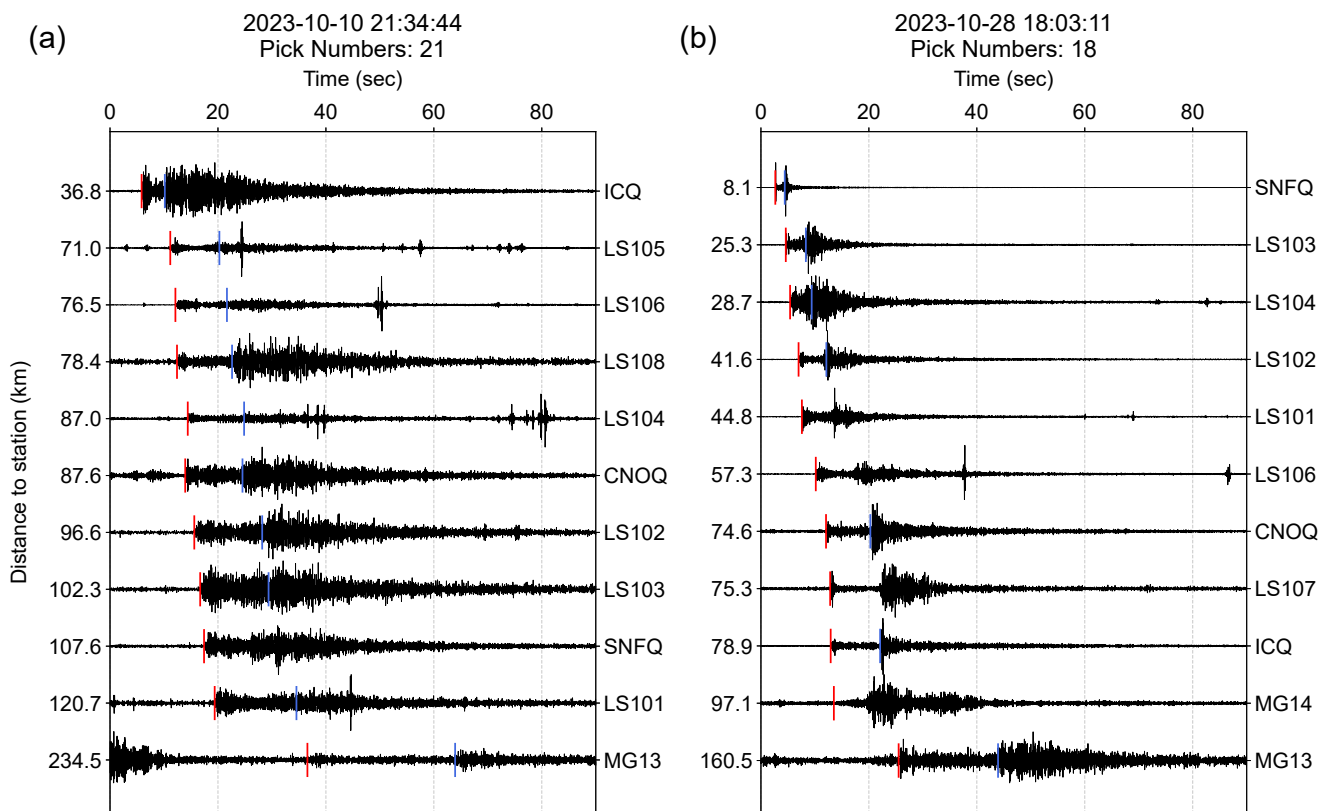 (a)
2023-10-10 21:34:44
Pick Numbers: 21
Time (sec)
0 20 40 60 80
Distance to station (km)
36.8 ICQ
71.0 LS105
76.5 LS106
78.4 LS108
87.0 LS104
87.6 CNOQ
96.6 LS102
102.3 LS103
107.6 SNFQ
120.7 LS101
234.5 MG13
(b)
2023-10-28 18:03:11
Pick Numbers: 18
Time (sec)
0 20 40 60 80
8.1 SNFQ
25.3 LS103
28.7 LS104
41.6 LS102
44.8 LS101
57.3 LS106
74.6 CNOQ
75.3 LS107
78.9 ICQ
97.1 MG14
160.5 MG13